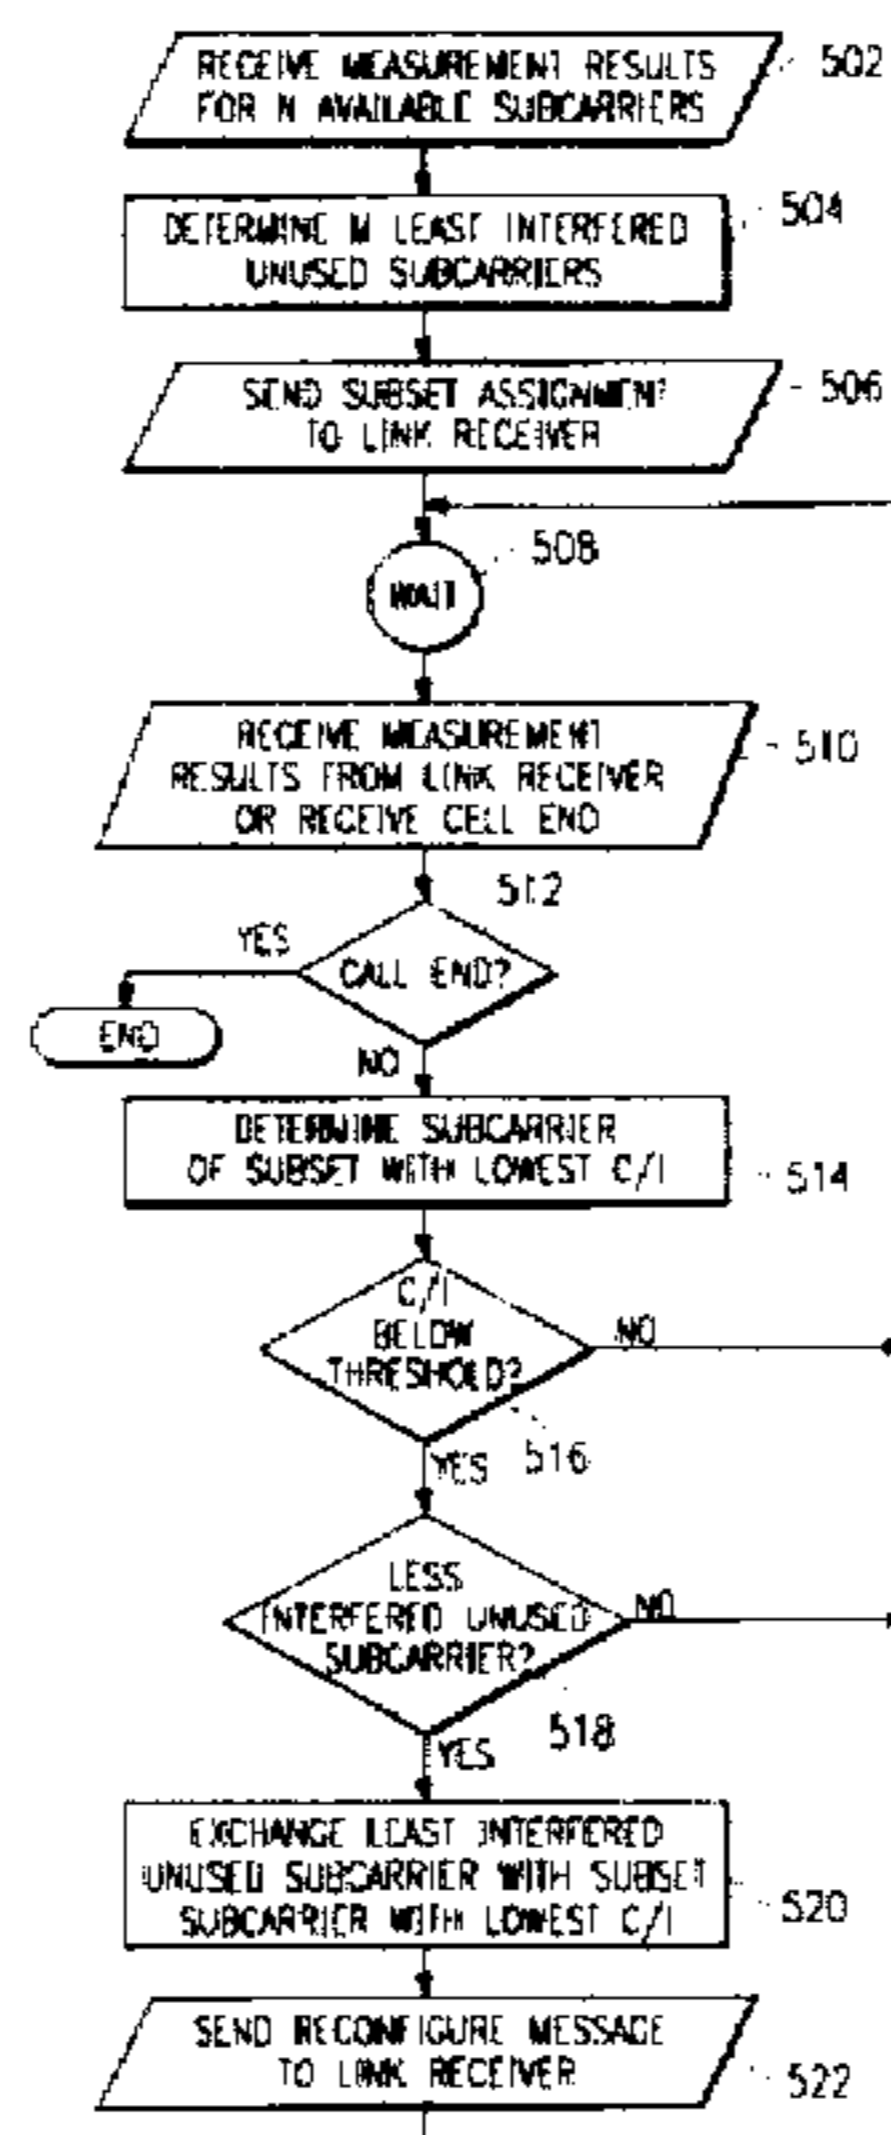 RECEIVE MEASUREMENT RESULTS
FOR N AVAILABLE SUBCARRIERS
502
DETERMINE M LEAST INTERFERED
UNUSED SUBCARRIERS
504
SEND SUBSET ASSIGNMENT
TO LINK RECEIVER
506
WAIT
508
RECEIVE MEASUREMENT
RESULTS FROM LINK RECEIVER
OR RECEIVE CELL END
510
512
CALL END?
YES
END
NO
DETERMINE SUBCARRIER
OF SUBSET WITH LOWEST C/I
514
C/I
BELOW
THRESHOLD?
NO
516
YES
LESS
INTERFERED UNUSED
SUBCARRIER?
NO
518
YES
EXCHANGE LEAST INTERFERED
UNUSED SUBCARRIER WITH SUBSET
SUBCARRIER WITH LOWEST C/I
520
SEND RECONFIGURE MESSAGE
TO LINK RECEIVER
522